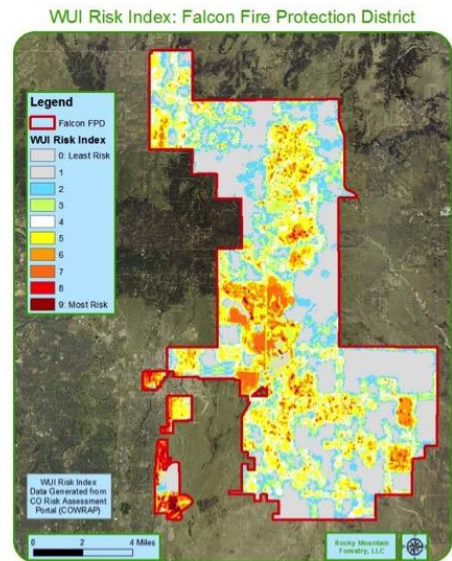 WUI Risk Index: Falcon Fire Protection District
Legend
Falcon FPD
WUI Risk Index
0: Least Risk
1
2
3
4
5
6
7
8
9: Most Risk
WUI Risk Index
Data Generated from
CO Risk Assessment
Portal (COWRAP)
0 2 4 Miles
Rocky Mountain
Forestry, LLC